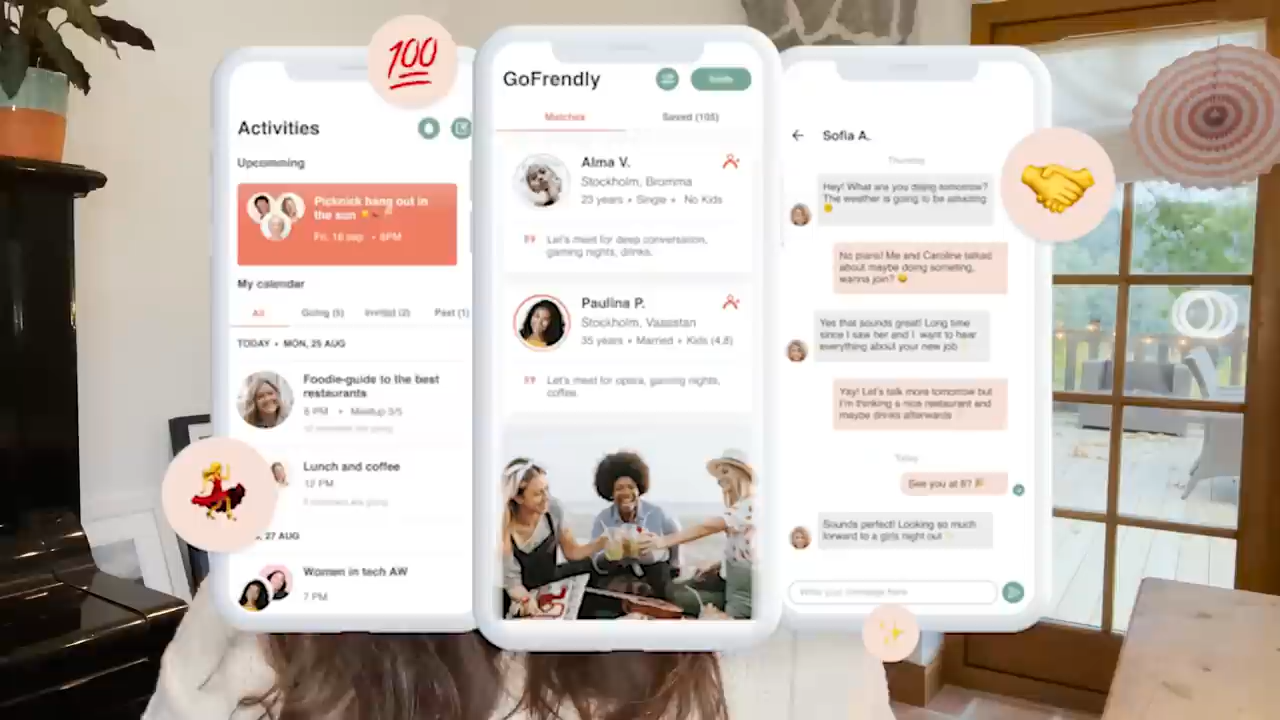 100
Activities
Upcomming
Picknick hang out in
the sun
Fri, 16 sep • 6PM
My calendar
All Going (5) Invited (2) Past (1)
TODAY • MON, 25 AUG
Foodie-guide to the best
restaurants
6 PM • Meetup 3/5
Lunch and coffee
12 PM
27 AUG
Women in tech AW
7 PM
GoFrendly
Matches Saved (105)
Alma V.
Stockholm, Bromma
23 years • Single • No Kids
Let's meet for deep conversation,
gaming nights, drinks.
Paulina P.
Stockholm, Vasastan
35 years • Married • Kids (4,8)
Let's meet for opera, gaming nights,
coffee.
Sofia A.
Thursday
Hey! What are you doing tomorrow?
The weather is going to be amazing
No plans! Me and Caroline talked
about maybe doing someting,
wanna join?
Yes that sounds great! Long time
since I saw her and I want to hear
everything about your new job
Yay! Let's talk more tomorrow but
I'm thinking a nice restaurant and
maybe drinks afterwards
Today
See you at 8?
Sounds perfect! Looking so much
forward to a girls night out
Write your message here